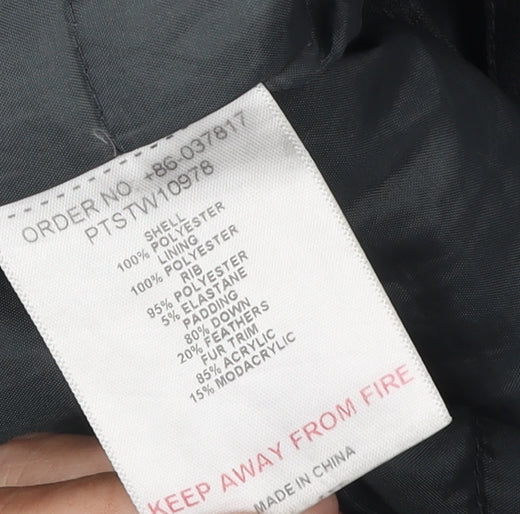 ORDER NO +86-037817
PTSTW10978
SHELL
100% POLYESTER
LINING
100% POLYESTER
RIB
95% POLYESTER
5% ELASTANE
PADDING
80% DOWN
20% FEATHERS
FUR TRIM
85% ACRYLIC
15% MODACRYLIC
KEEP AWAY FROM FIRE
MADE IN CHINA